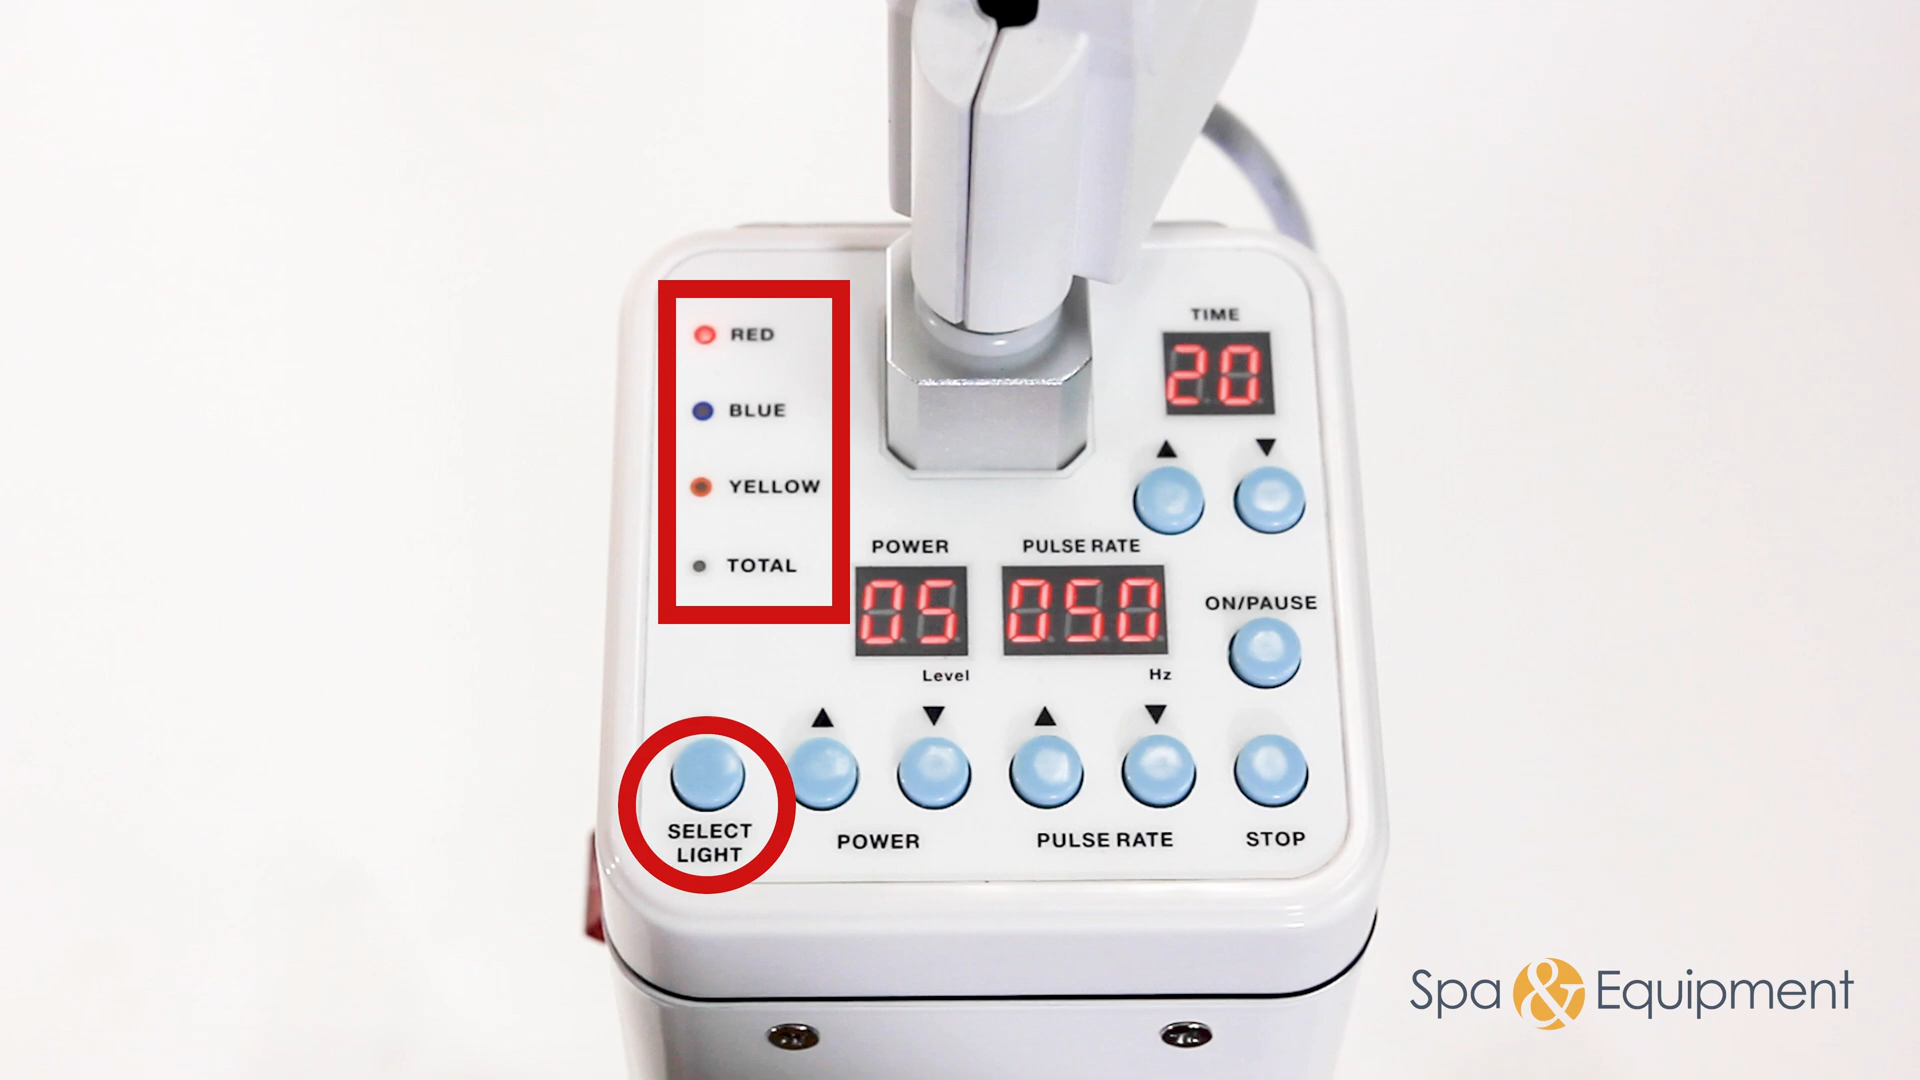 RED
BLUE
YELLOW
TOTAL
TIME
20
▲ ▼
POWER
05
Level
PULSE RATE
050
Hz
ON/PAUSE
▲ ▼ ▲ ▼
SELECT
LIGHT
POWER
PULSE RATE
STOP
Spa & Equipment